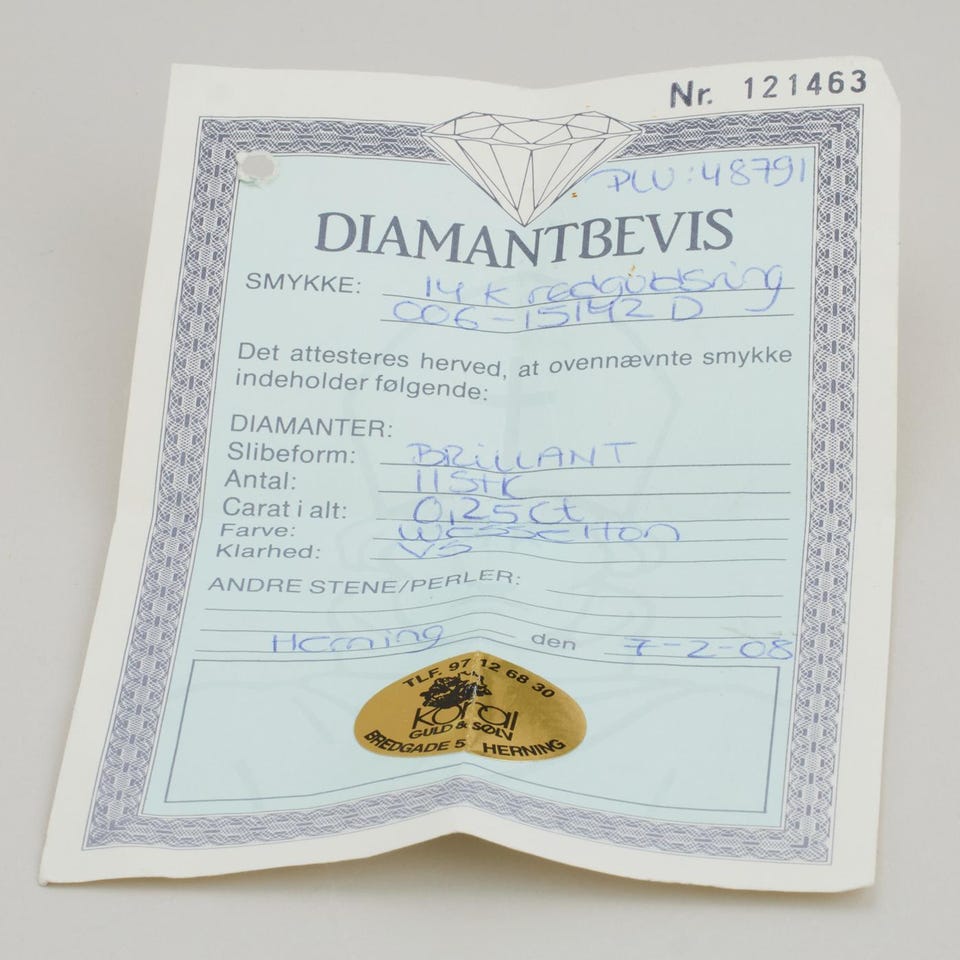 Nr. 121463
PLU: 48791
DIAMANTBEVIS
SMYKKE: 14 K rødguldsring
006-15142 D
Det attesteres herved, at ovennævnte smykke
indeholder følgende:
DIAMANTER:
Slibeform: BRILLANT
Antal: 11 STK
Carat i alt: 0,25 Ct
Farve: WESSELTON
Klarhed: VS
ANDRE STENE/PERLER:
Herning den 7-2-08
TLF. 97 12 68 30
Koral
GULD & SØLV
BREDGADE 5 HERNING